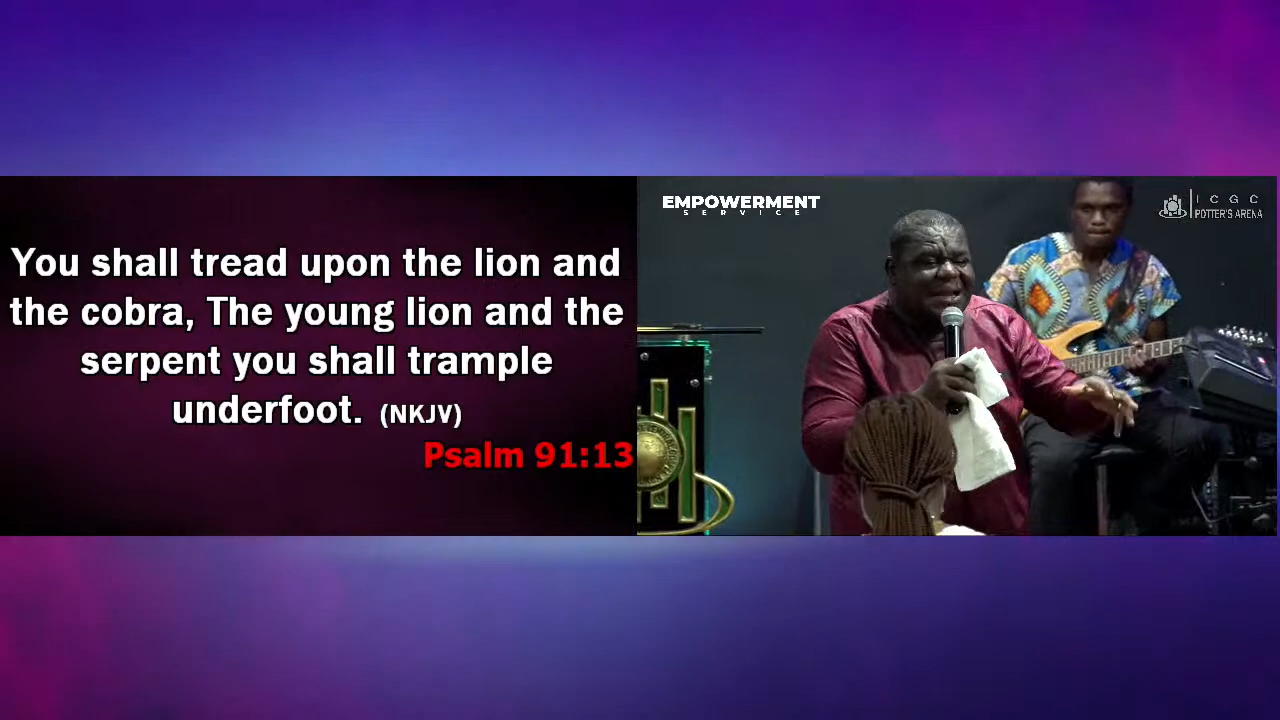 You shall tread upon the lion and
the cobra, The young lion and the
serpent you shall trample
underfoot. (NKJV)
Psalm 91:13
EMPOWERMENT
SERVICE
ICGC
POTTER'S ARENA